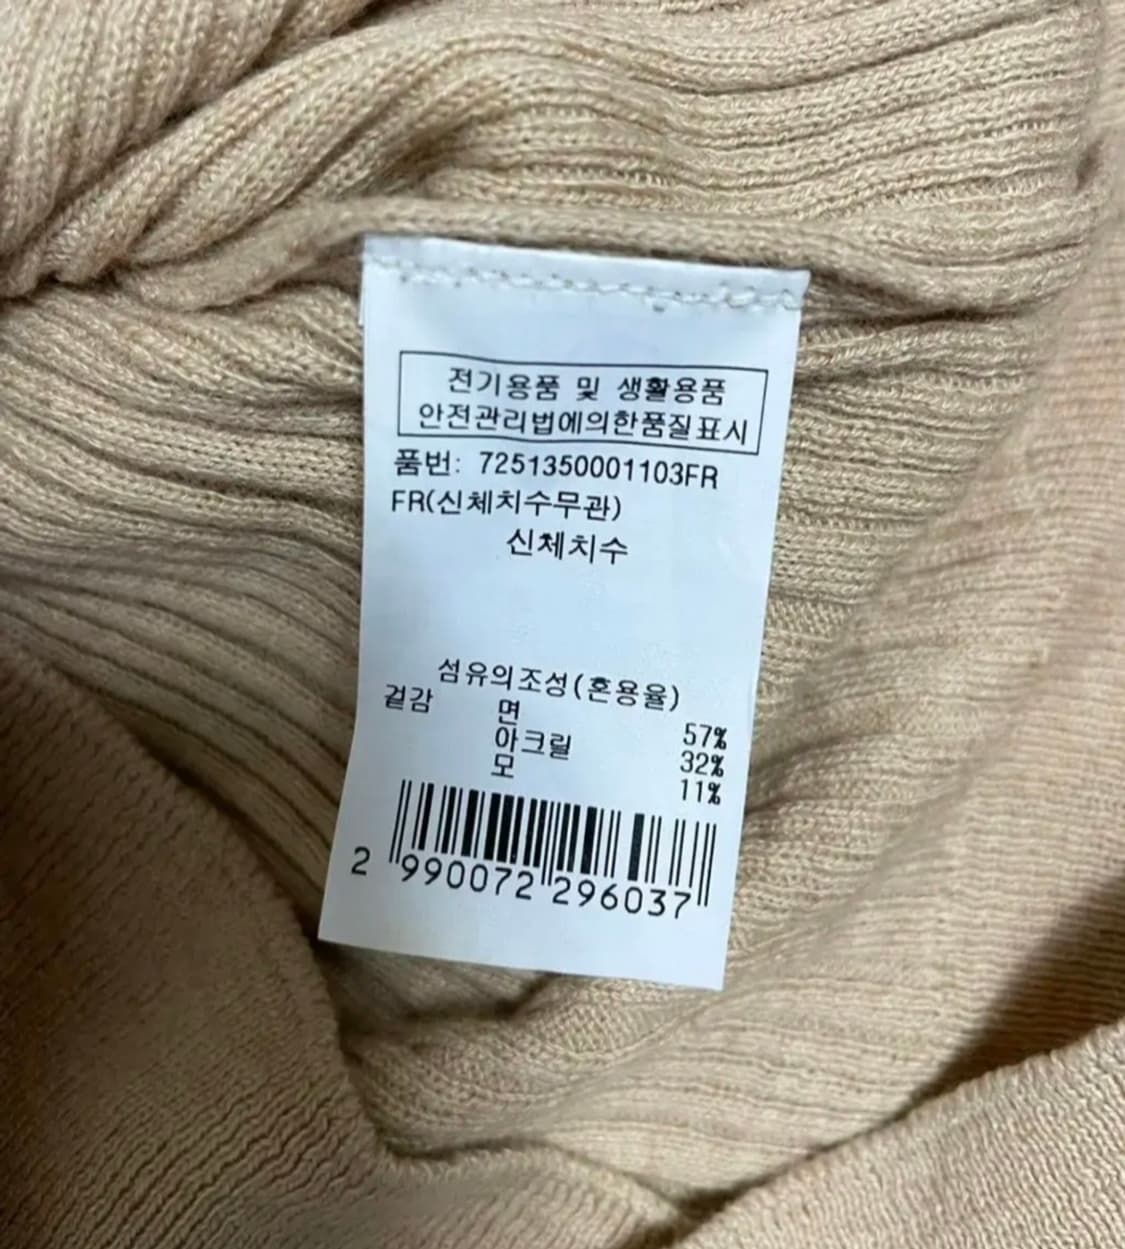 전기용품 및 생활용품
안전관리법에의한품질표시
품번: 7251350001103FR
FR(신체치수무관)
신체치수
섬유의조성(혼용율)
겉감 면 57%
아크릴 32%
모 11%
2 990072 296037